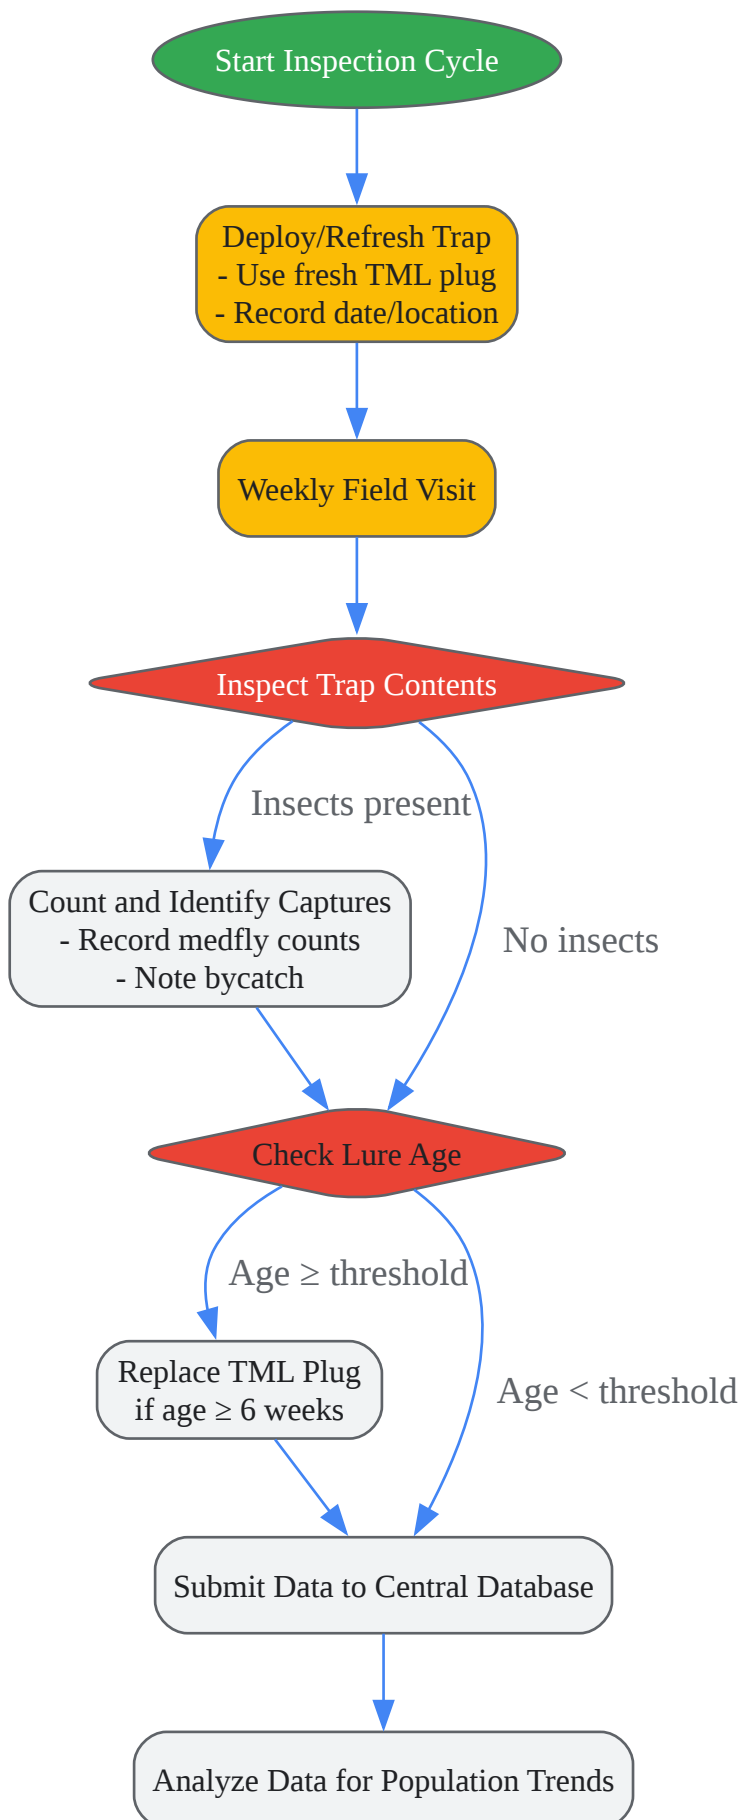 Start Inspection Cycle
Deploy/Refresh Trap
- Use fresh TML plug
- Record date/location
Weekly Field Visit
Inspect Trap Contents
Insects present
Count and Identify Captures
- Record medfly counts
- Note bycatch
No insects
Check Lure Age
Age ≥ threshold
Replace TML Plug
if age ≥ 6 weeks
Age < threshold
Submit Data to Central Database
Analyze Data for Population Trends